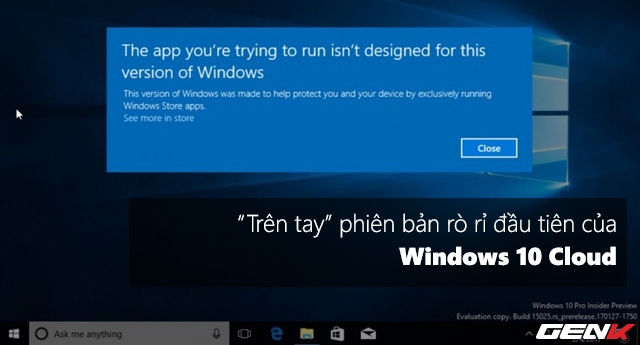 The app you're trying to run isn't designed for this
version of Windows
This version of Windows was made to help protect you and your device by exclusively running
Windows Store apps.
See more in store
Close
“Trên tay” phiên bản rò rỉ đầu tiên của
Windows 10 Cloud
Windows 10 Pro Insider Preview
Evaluation copy. Build 15025.rs_prerelease.170127-1750
Ask me anything
GENK